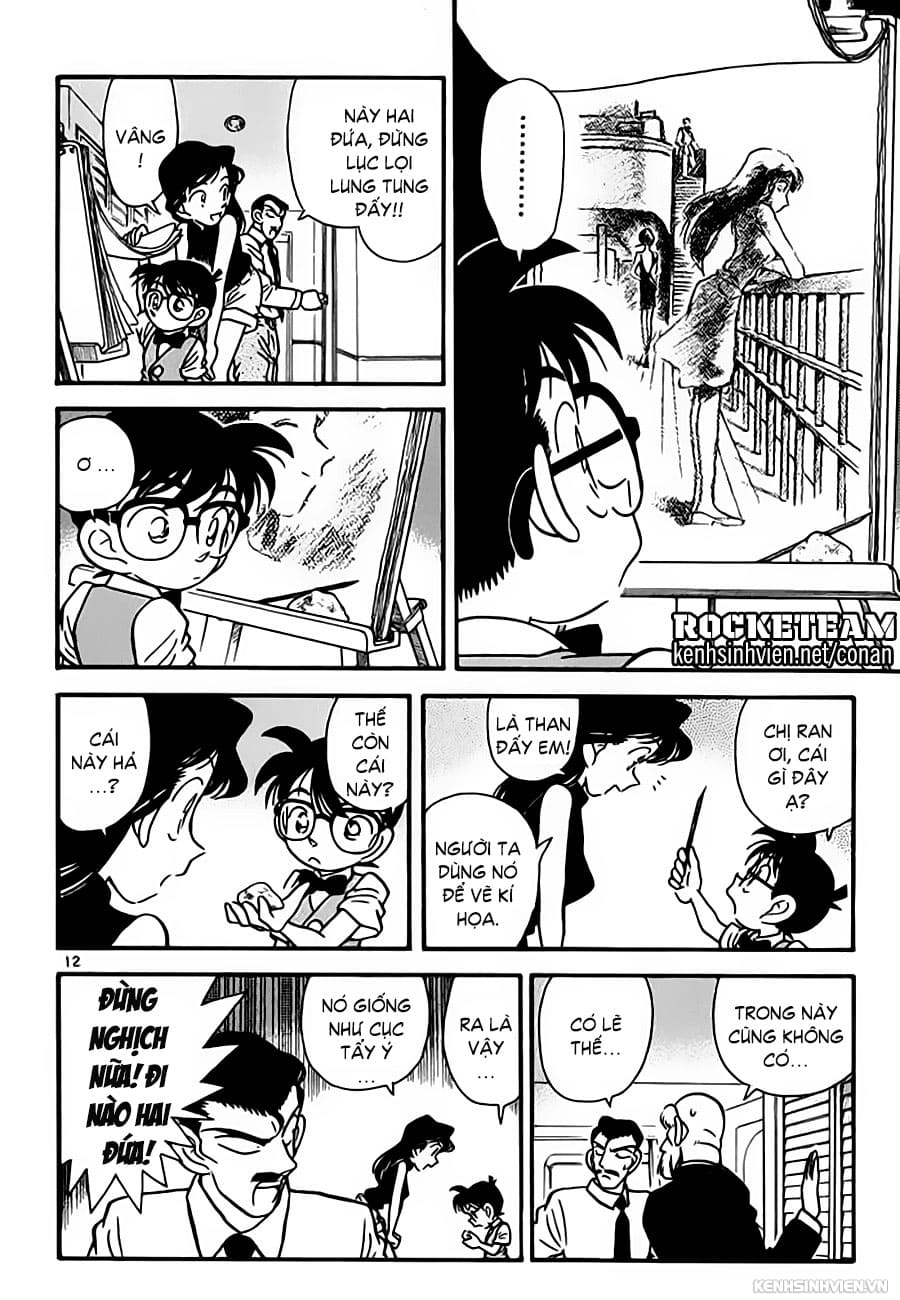 NÀY HAI
ĐỨA, ĐỪNG
LỤC LỌI
LUNG TUNG
ĐẤY!!
VÂNG
!
.........
Ơ ...
ROCKETEAM
kenhsinhvien.net/conan
CHỊ RAN
ƠI, CÁI
GÌ ĐÂY
Ạ?
LÀ THAN
ĐẤY EM!
NGƯỜI TA
DÙNG NÓ
ĐỂ VẼ KÍ
HỌA.
THẾ
CÒN
CÁI
NÀY?
CÁI
NÀY HẢ
...?
12
TRONG NÀY
CŨNG KHÔNG
CÓ...
CÓ LẼ
THẾ...
RA LÀ
VẬY
...
NÓ GIỐNG
NHƯ CỤC
TẨY Ý
...
ĐỪNG
NGHỊCH
NỮA! ĐI
NÀO HAI
ĐỨA!
KENHSINHVIEN.VN